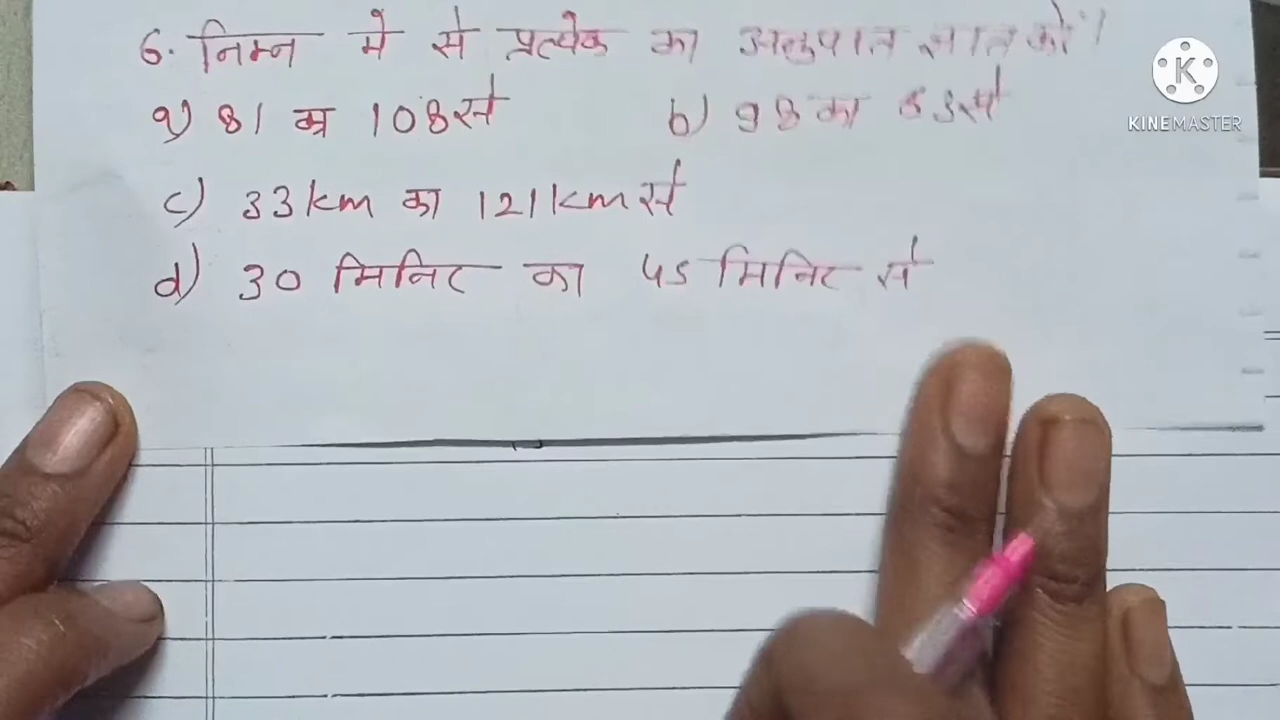 6. निम्न में से प्रत्येक का अनुपात ज्ञात करो।
a) 81 का 108 से b) 98 का 63 से
c) 33 km का 121 km से
d) 30 मिनिट का 45 मिनिट से
KINEMASTER